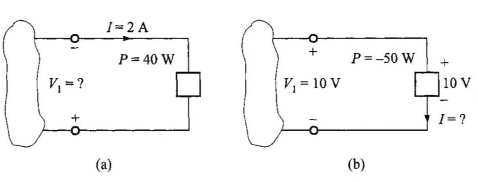 I = 2 A
−
P = 40 W
V₁ = ?
+
(a)
+
P = −50 W
+
V₁ = 10 V
10 V
−
−
I = ?
(b)